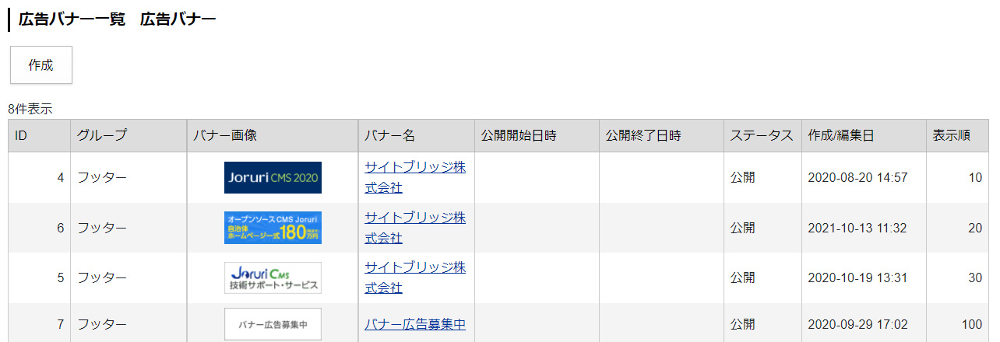 広告バナー一覧　広告バナー
作成
8件表示
ID グループ バナー画像 バナー名 公開開始日時 公開終了日時 ステータス 作成/編集日 表示順
4 フッター Joruri CMS 2020 サイトブリッジ株 公開 2020-08-20 14:57 10
式会社
6 フッター オープンソースCMS Joruri サイトブリッジ株 公開 2021-10-13 11:32 20
自治体
ホームページ一式180万円 式会社
5 フッター Joruri CMS サイトブリッジ株 公開 2020-10-19 13:31 30
技術サポート・サービス 式会社
7 フッター バナー広告募集中 バナー広告募集中 公開 2020-09-29 17:02 100